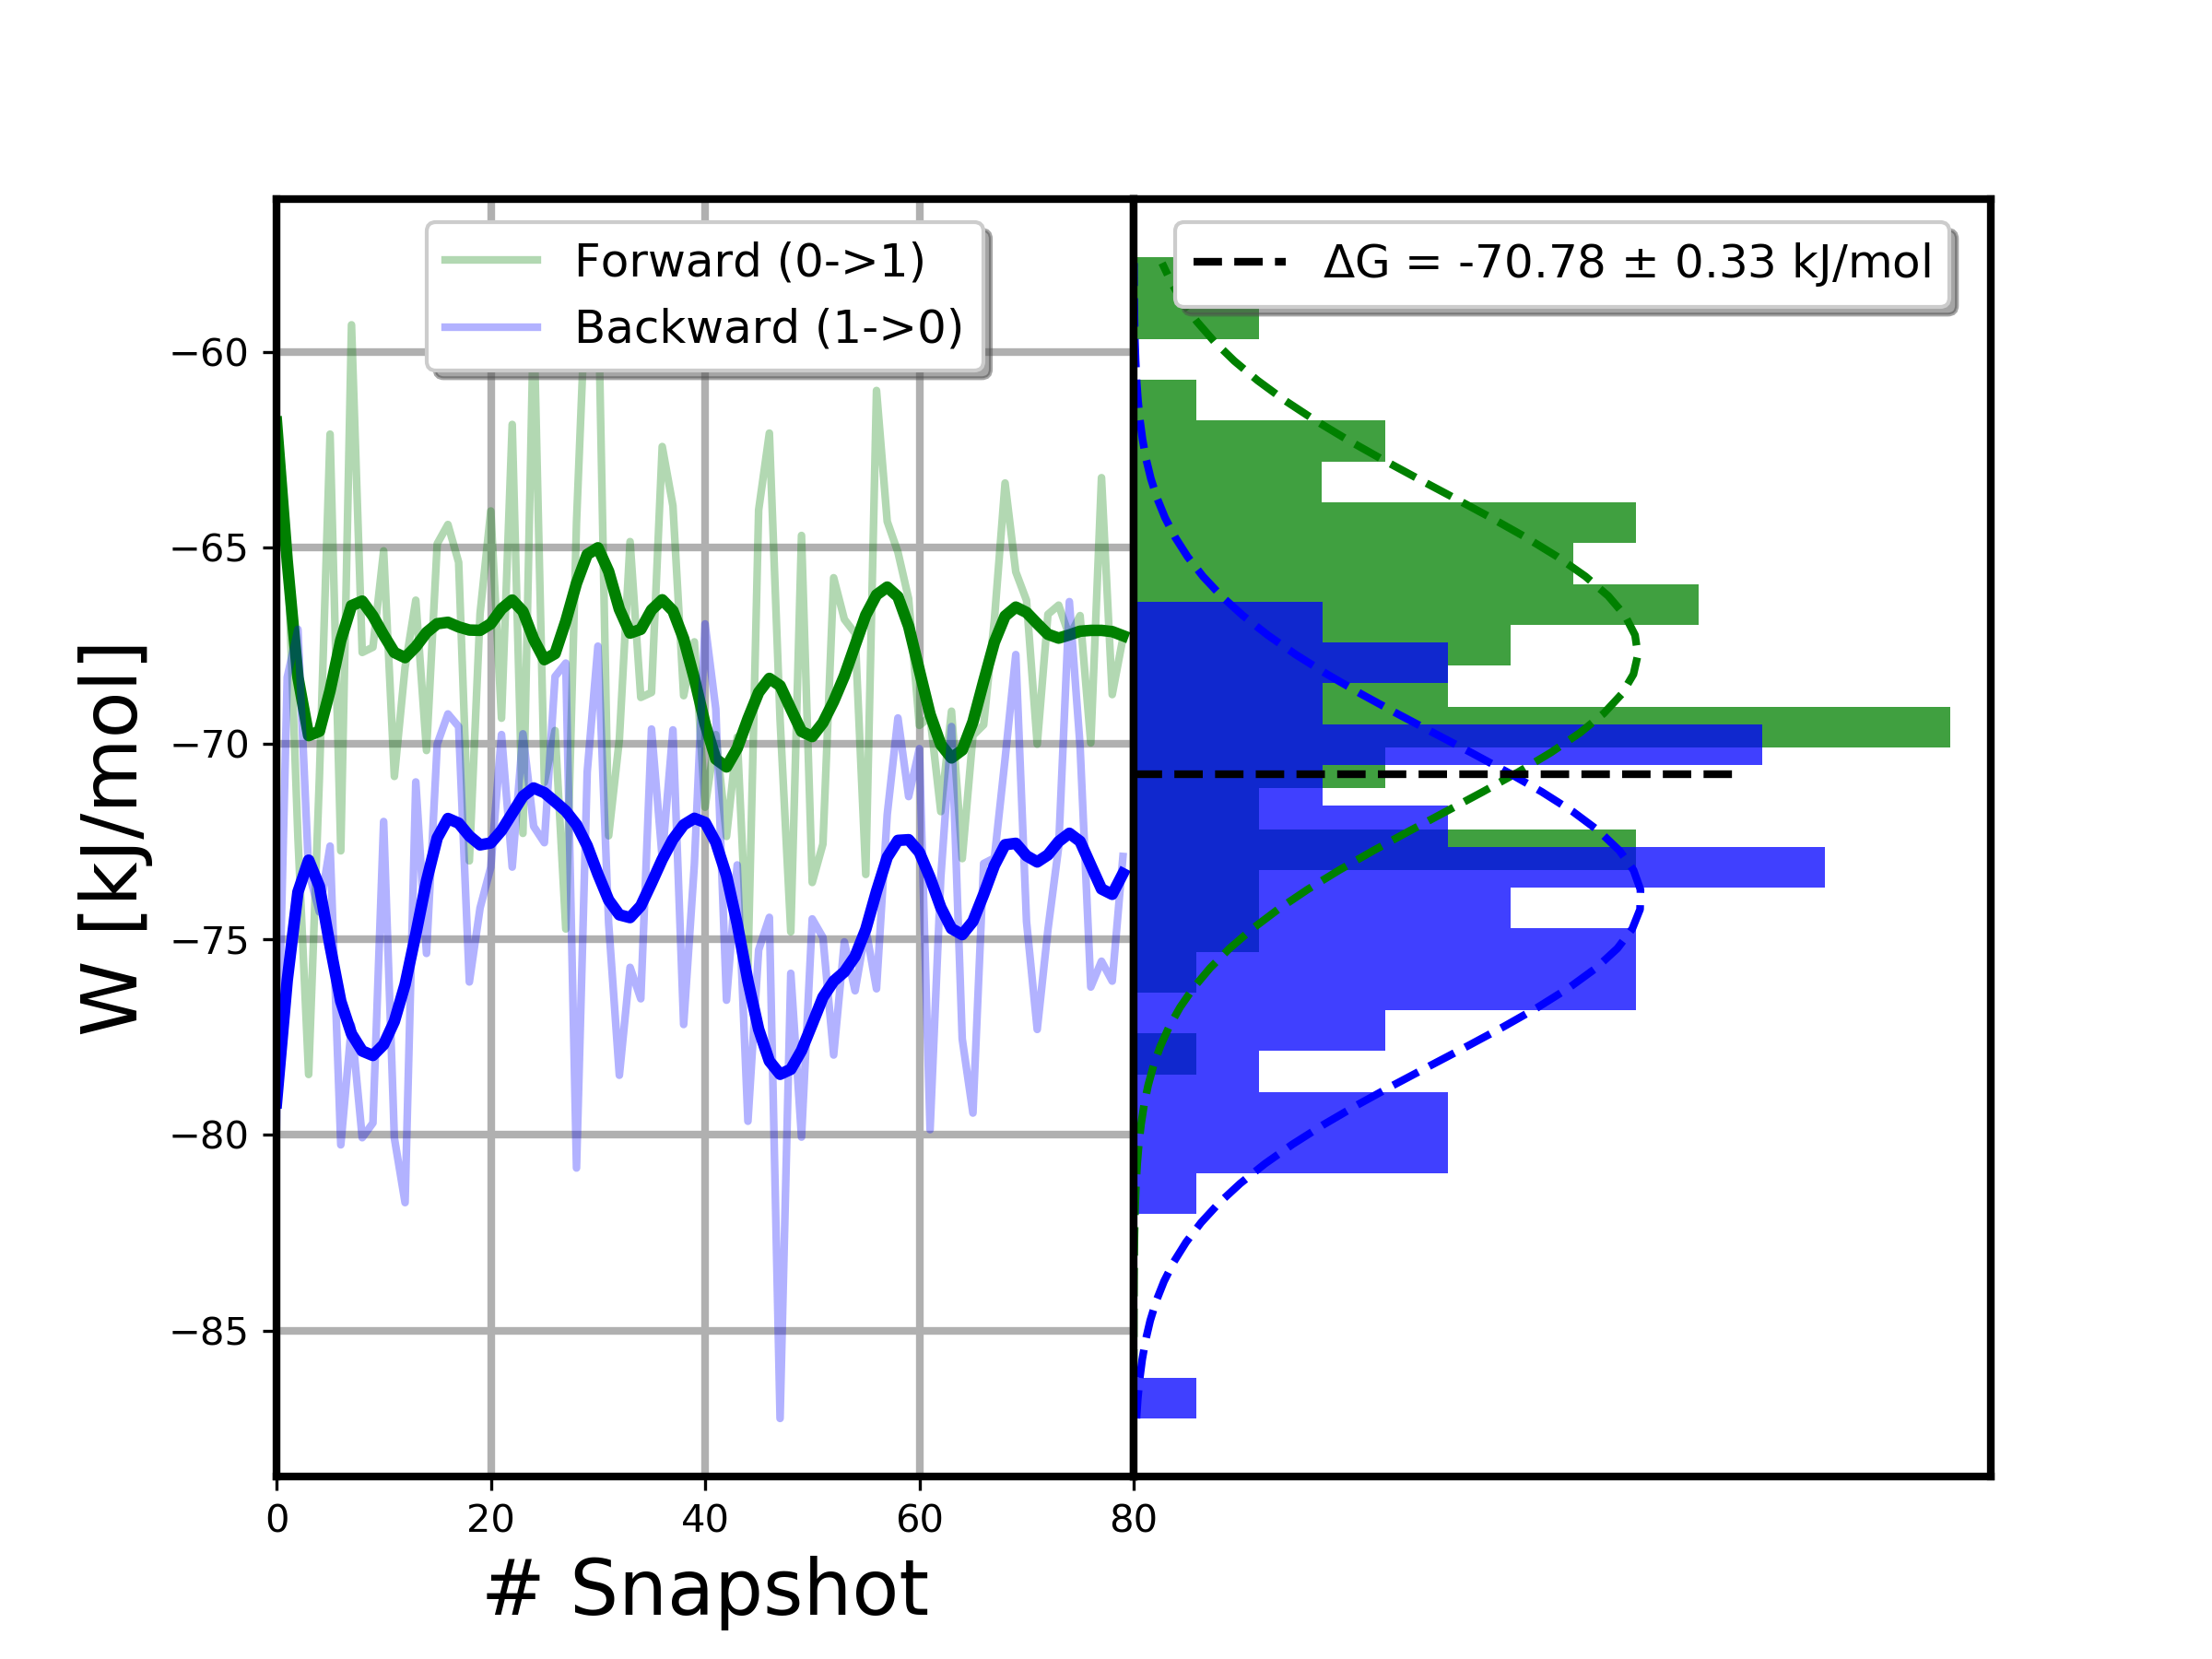 Forward (0->1)
Backward (1->0)
ΔG = -70.78 ± 0.33 kJ/mol
W [kJ/mol]
−60
−65
−70
−75
−80
−85
0 20 40 60 80
# Snapshot